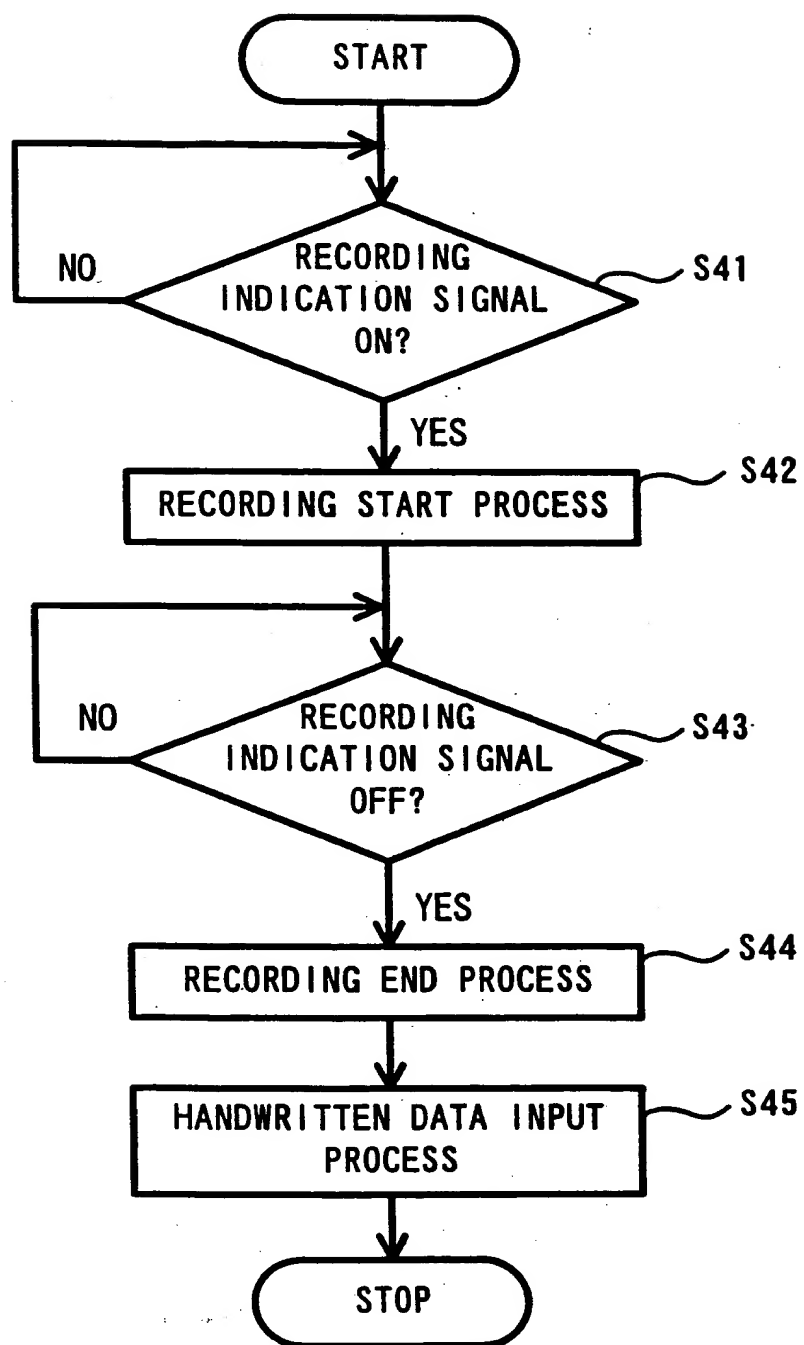 START
NO
RECORDING
INDICATION SIGNAL
ON?
S41
YES
S42
RECORDING START PROCESS
NO
RECORDING
INDICATION SIGNAL
OFF?
S43
YES
S44
RECORDING END PROCESS
S45
HANDWRITTEN DATA INPUT
PROCESS
STOP